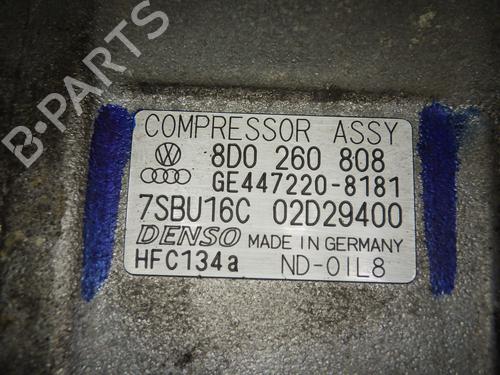 COMPRESSOR ASSY
8D0 260 808
GE447220-8181
7SBU16C 02D29400
DENSO MADE IN GERMANY
HFC134a ND-OIL8
B-PARTS